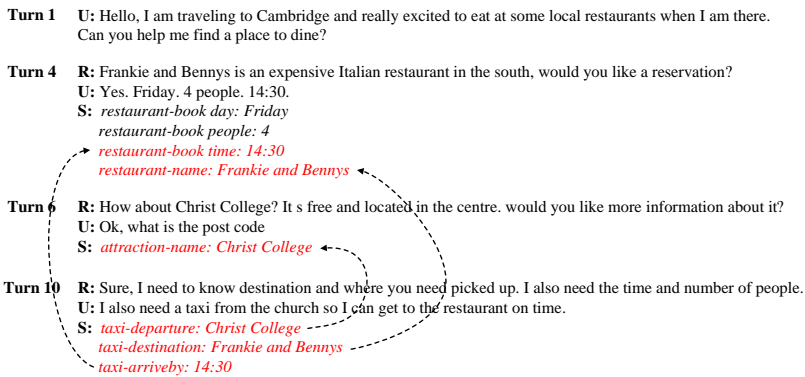 Turn 1 U: Hello, I am traveling to Cambridge and really excited to eat at some local restaurants when I am there.
Can you help me find a place to dine?
Turn 4 R: Frankie and Bennys is an expensive Italian restaurant in the south, would you like a reservation?
U: Yes. Friday. 4 people. 14:30.
S: restaurant-book day: Friday
restaurant-book people: 4
restaurant-book time: 14:30
restaurant-name: Frankie and Bennys
Turn 6 R: How about Christ College? It s free and located in the centre. would you like more information about it?
U: Ok, what is the post code
S: attraction-name: Christ College
Turn 10 R: Sure, I need to know destination and where you need picked up. I also need the time and number of people.
U: I also need a taxi from the church so I can get to the restaurant on time.
S: taxi-departure: Christ College
taxi-destination: Frankie and Bennys
taxi-arriveby: 14:30